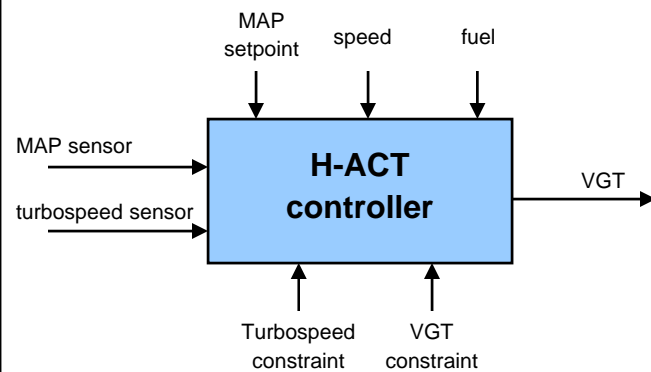 MAP
setpoint
speed
fuel
MAP sensor
turbospeed sensor
H-ACT
controller
VGT
Turbospeed
constraint
VGT
constraint